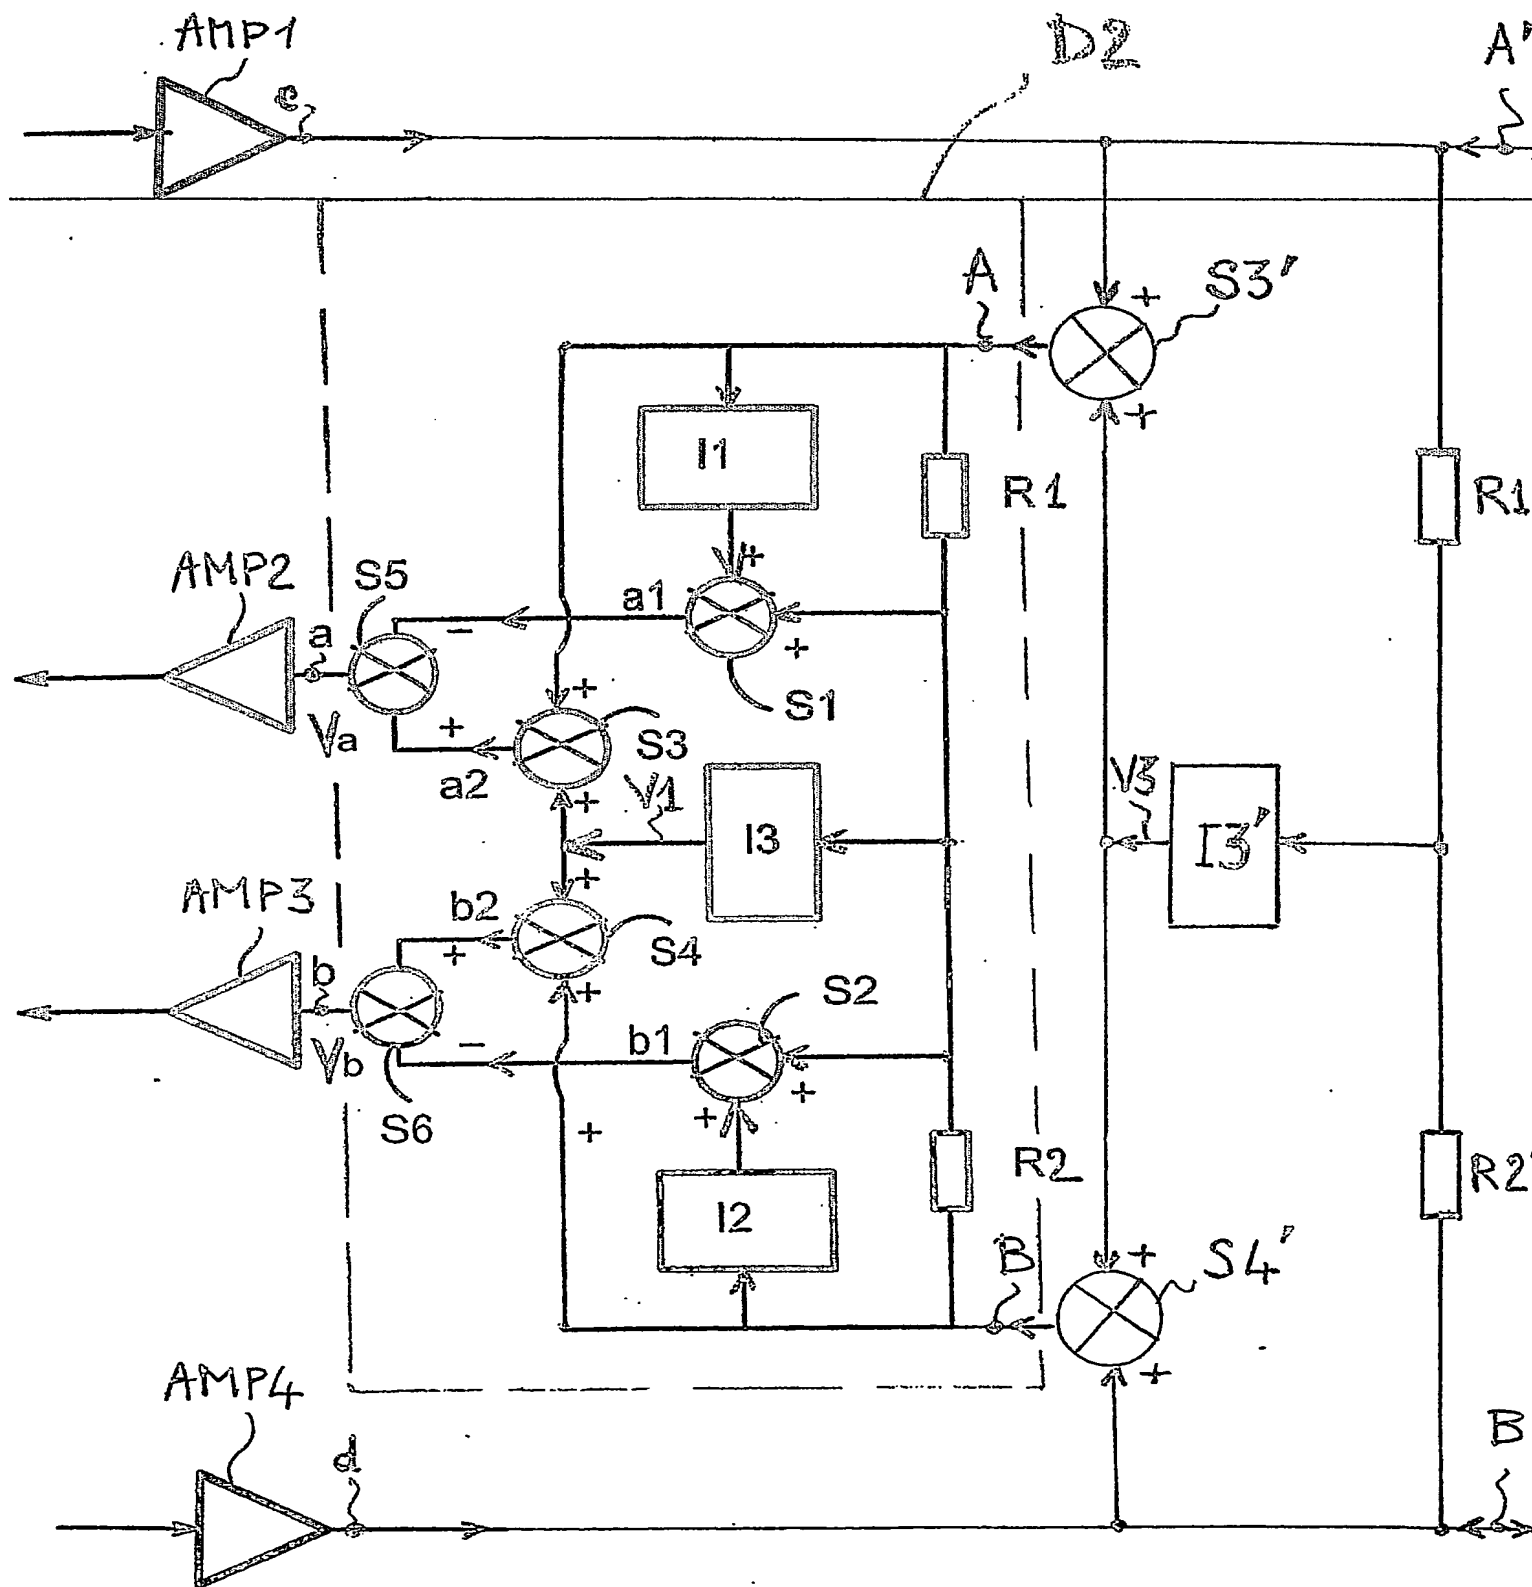 AMP1
D2
A'
c
S3'
A
I1
R1
R1
AMP2
S5
a1
+
-
a
+
S1
+
S3
Va
+
a2
V1
+
I3
V3
I3'
AMP3
b2
+
S4
b
+
+
S2
b1
Vb
-
+
+
S6
+
R2
R2'
I2
B
+
S4'
+
AMP4
d
B
+
+